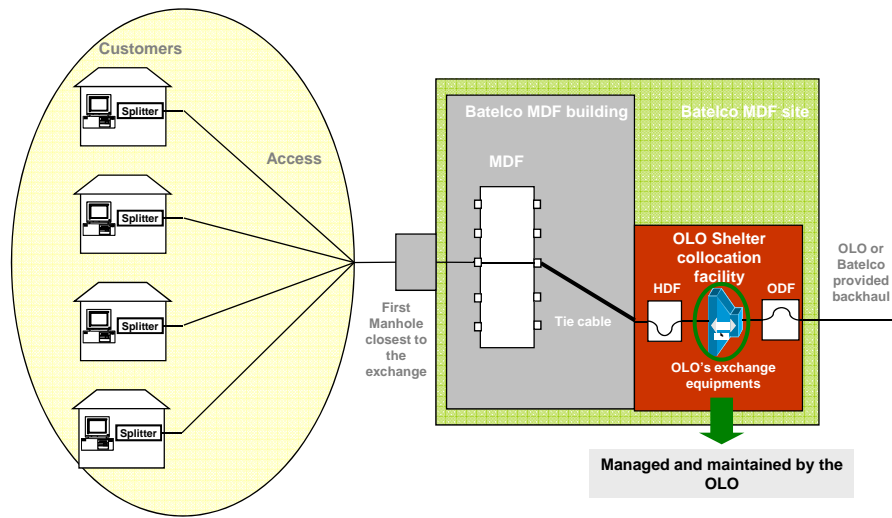 Customers
Splitter
Splitter
Splitter
Splitter
Access
First
Manhole
closest to
the
exchange
Batelco MDF building
MDF
Tie cable
Batelco MDF site
OLO Shelter
collocation
facility
HDF
ODF
OLO's exchange
equipments
OLO or
Batelco
provided
backhaul
Managed and maintained by the
OLO